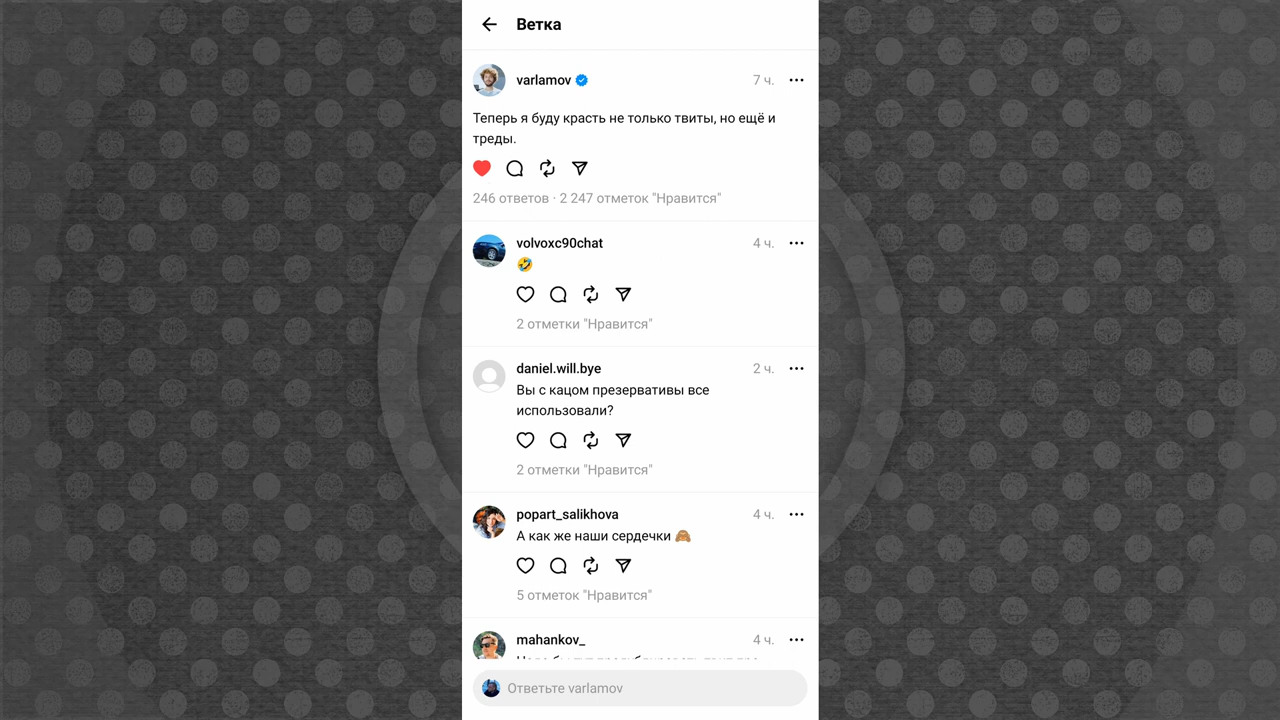 Ветка
varlamov
7 ч.
Теперь я буду красть не только твиты, но ещё и
треды.
246 ответов · 2 247 отметок "Нравится"
volvoxc90chat
4 ч.
🤣
2 отметки "Нравится"
daniel.will.bye
2 ч.
Вы с кацом презервативы все
использовали?
2 отметки "Нравится"
popart_salikhova
4 ч.
А как же наши сердечки 🙈
5 отметок "Нравится"
mahankov_
4 ч.
Ответьте varlamov